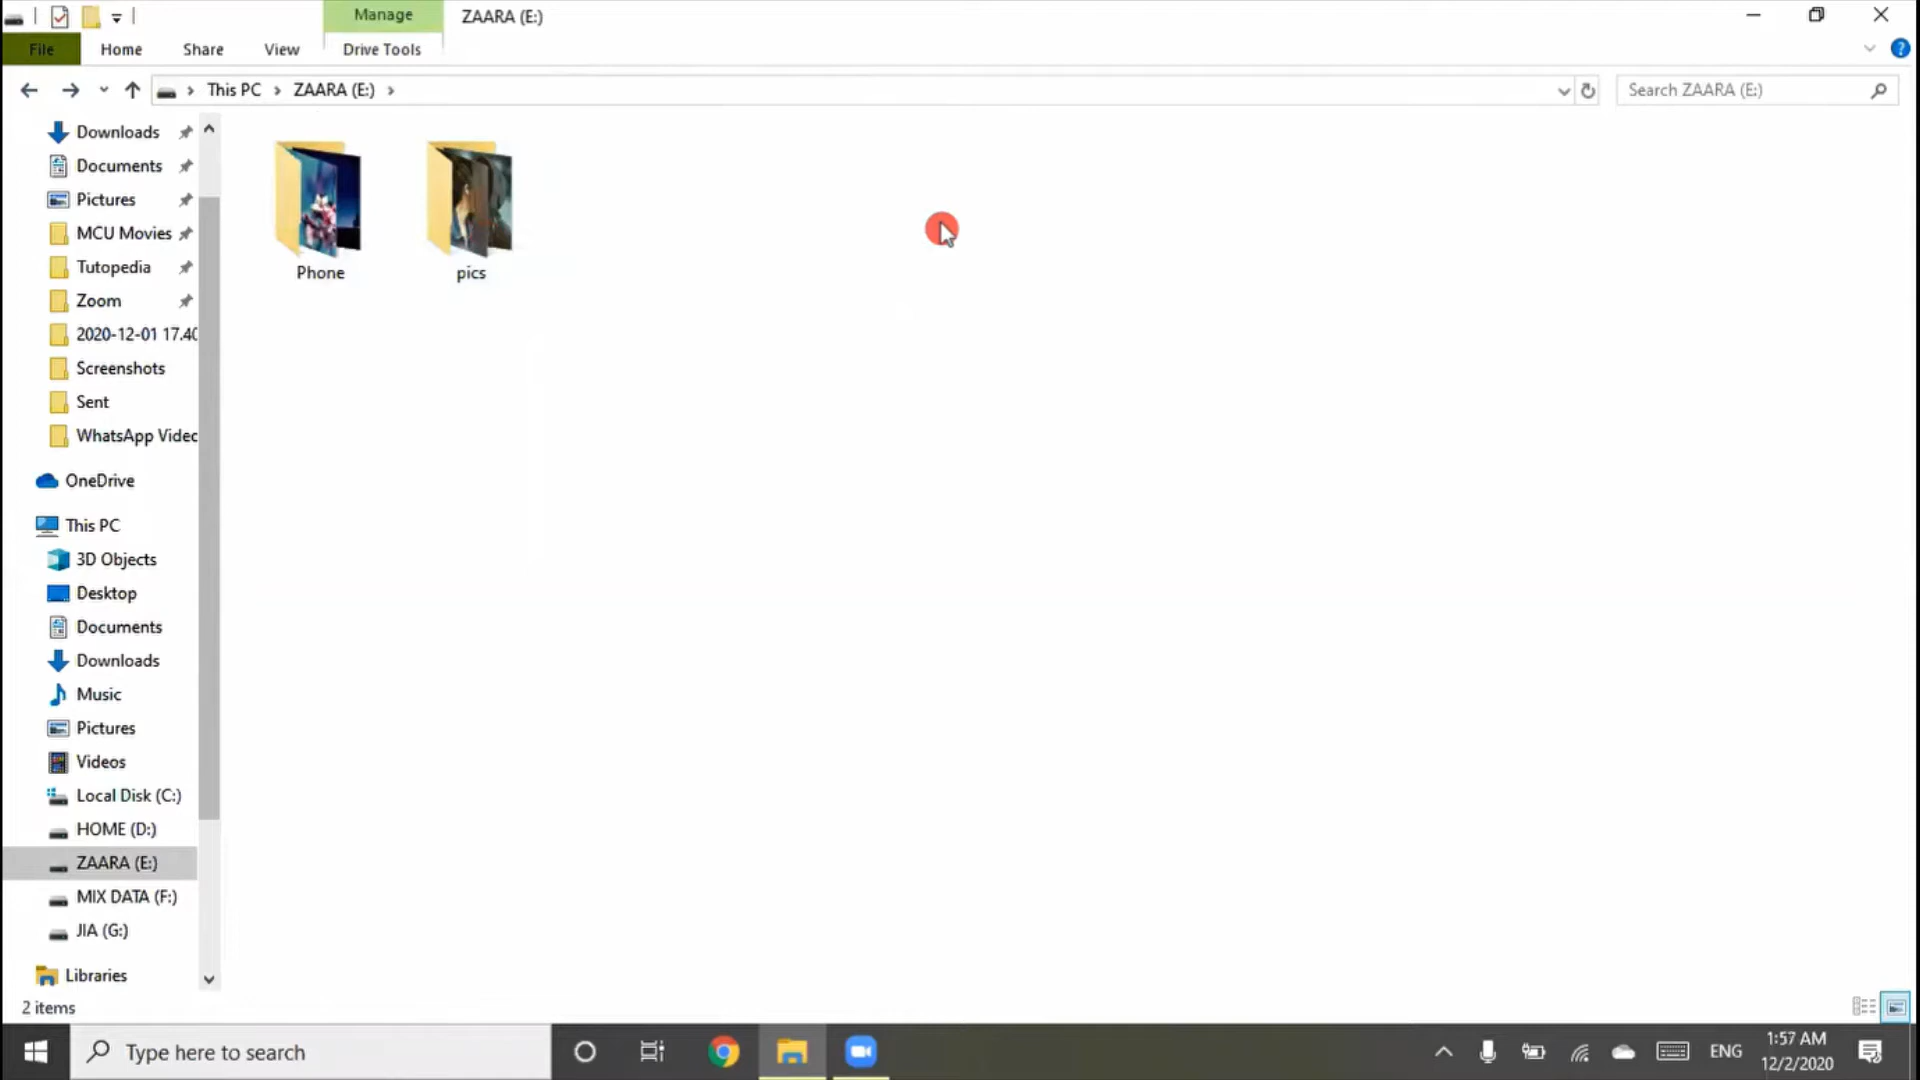 Manage
ZAARA (E:)
File
Home
Share
View
Drive Tools
This PC
ZAARA (E:)
Search ZAARA (E:)
Downloads
Documents
Pictures
MCU Movies
Tutopedia
Zoom
2020-12-01 17.40
Screenshots
Sent
WhatsApp Videc
OneDrive
This PC
3D Objects
Desktop
Documents
Downloads
Music
Pictures
Videos
Local Disk (C:)
HOME (D:)
ZAARA (E:)
MIX DATA (F:)
JIA (G:)
Libraries
Phone
pics
2 items
Type here to search
ENG
1:57 AM
12/2/2020